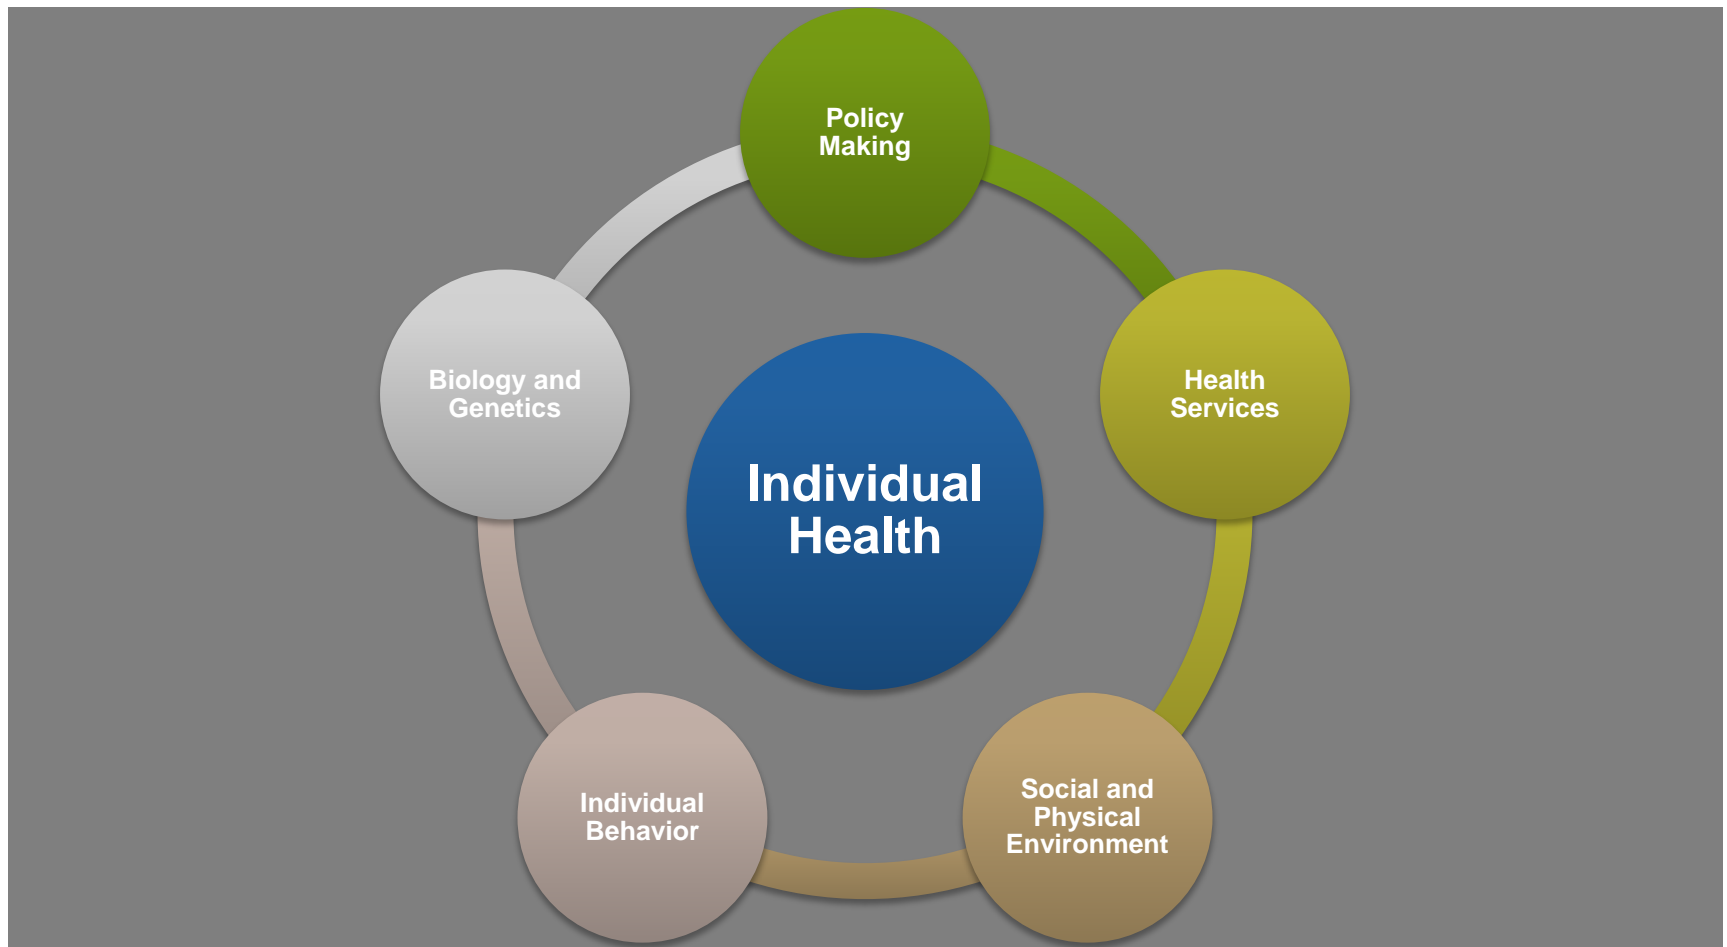 Policy
Making
Health
Services
Social and
Physical
Environment
Individual
Behavior
Biology and
Genetics
Individual
Health